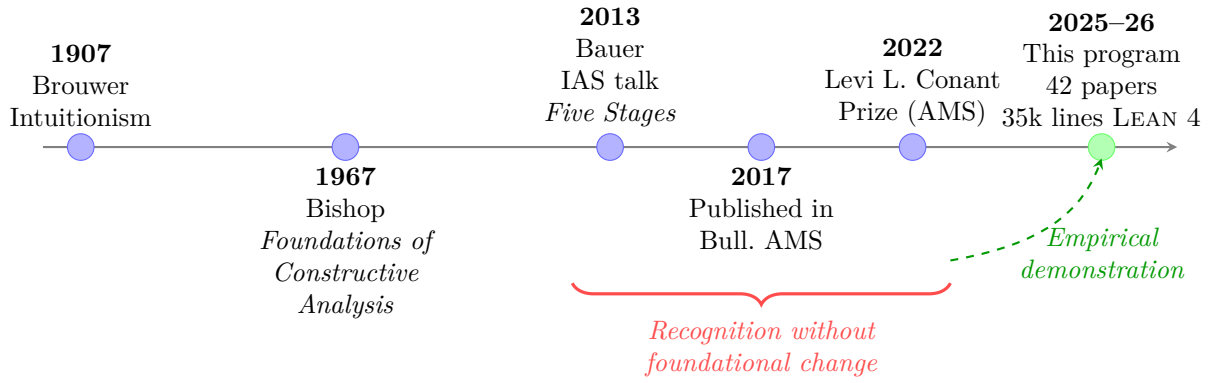 1907
Brouwer
Intuitionism
1967
Bishop
Foundations of
Constructive
Analysis
2013
Bauer
IAS talk
Five Stages
2017
Published in
Bull. AMS
2022
Levi L. Conant
Prize (AMS)
2025–26
This program
42 papers
35k lines LEAN 4
Empirical
demonstration
Recognition without
foundational change